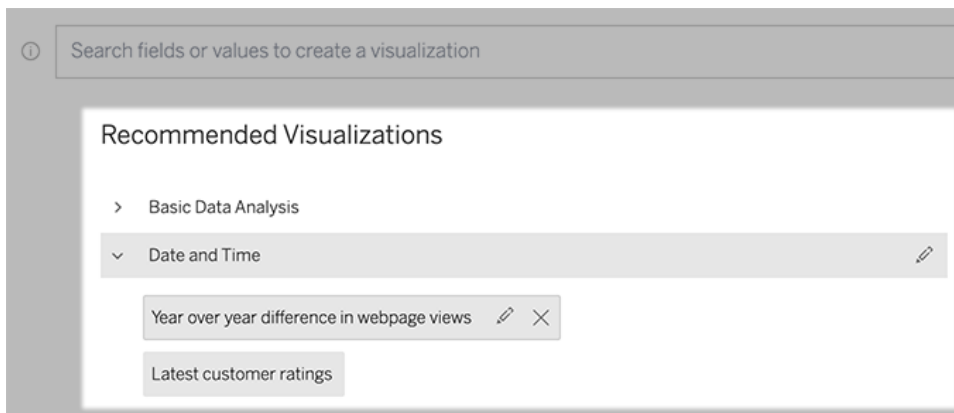 Search fields or values to create a visualization
Recommended Visualizations
Basic Data Analysis
Date and Time
Year over year difference in webpage views
Latest customer ratings